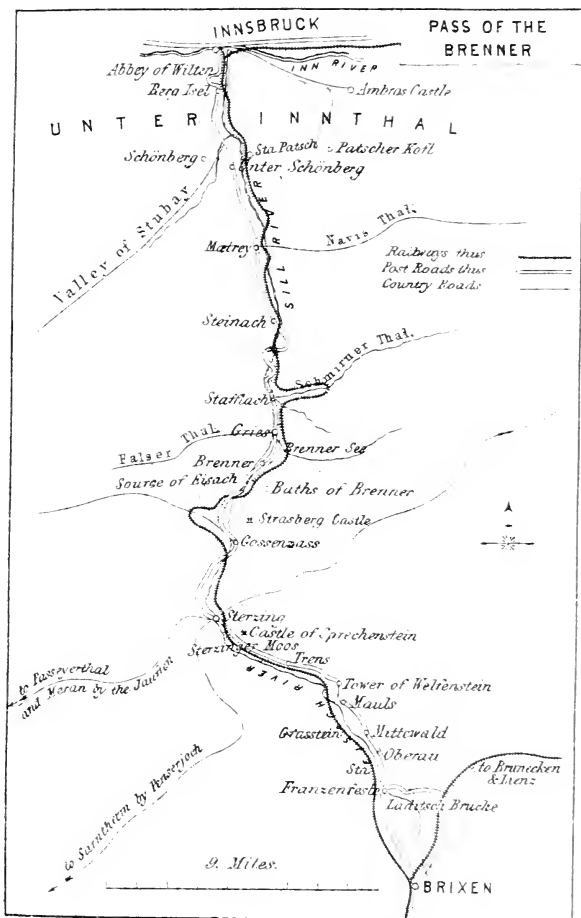 INNSBRUCK
PASS OF THE
BRENNER
Abbey of Wilten
INN RIVER
Berg Isel
Ambras Castle
UNTER INNTHAL
Schönberg
Sta Patsch
Patscher Kofl
Unter Schönberg
Valley of Stubay
SILL RIVER
Matrey
Navis Thal.
Railways thus
Post Roads thus
Country Roads
Steinach
Schmirner Thal.
Stafflach
Gries
Falser Thal.
Brenner See
Brenner
Source of Eisach
Baths of Brenner
Strasberg Castle
Gossensass
Sterzing
Castle of Sprechenstein
Sterzinger Moos
Trens
to Passeyerthal
and Meran by the Jaufen
RIVER
Tower of Welfenstein
Mauls
Grasstein
Mittewald
Oberau
Sta
to Brunecken
& Lienz
Franzenfeste
Laditsch Brucke
to Sarnthein by Penserjoch
9. Miles.
BRIXEN